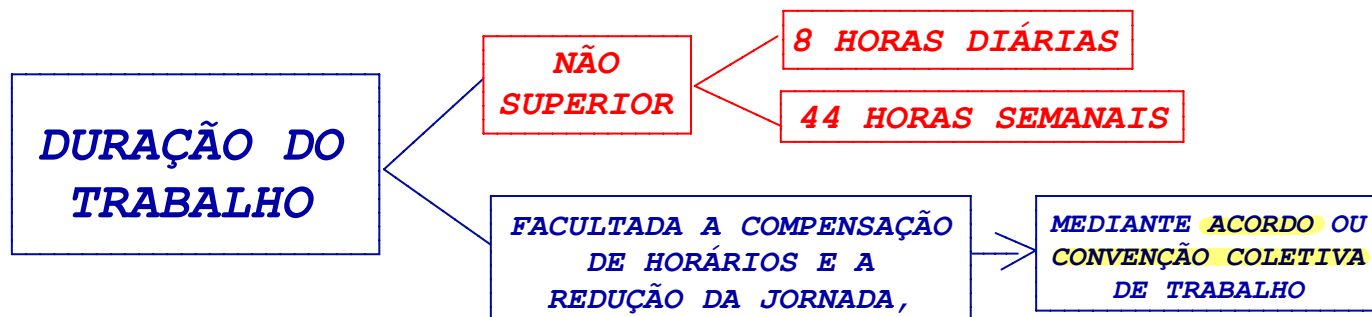 DURAÇÃO DO
TRABALHO
NÃO
SUPERIOR
8 HORAS DIÁRIAS
44 HORAS SEMANAIS
FACULTADA A COMPENSAÇÃO
DE HORÁRIOS E A
REDUÇÃO DA JORNADA,
MEDIANTE ACORDO OU
CONVENÇÃO COLETIVA
DE TRABALHO